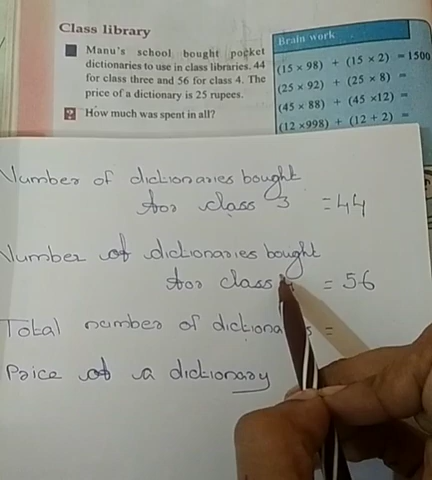 Class library
Manu's school bought pocket
dictionaries to use in class libraries. 44
for class three and 56 for class 4. The
price of a dictionary is 25 rupees.
How much was spent in all?
Brain work
(15 × 98) + (15 × 2) = 1500
(25 × 92) + (25 × 8) =
(45 × 88) + (45 ×12) =
(12 ×998) + (12 + 2) =
Number of dictionaries bought
for class 3 = 44
Number of dictionaries bought
for class 4 = 56
Total number of dictiona s =
Price of a dictionary